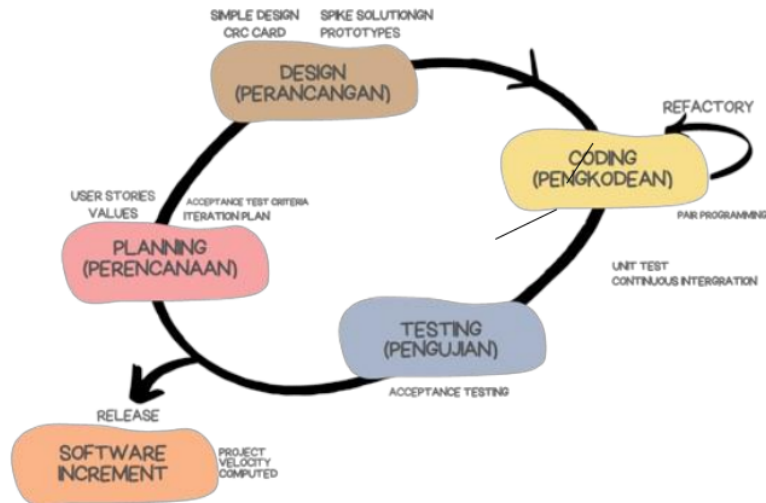 SIMPLE DESIGN
CRC CARD
SPIKE SOLUTIONGN
PROTOTYPES
DESIGN
(PERANCANGAN)
REFACTORY
CODING
(PENGKODEAN)
PAIR PROGRAMMING
USER STORIES
VALUES
ACCEPTANCE TEST CRITERIA
ITERATION PLAN
PLANNING
(PERENCANAAN)
UNIT TEST
CONTINUOUS INTERGRATION
TESTING
(PENGUJIAN)
ACCEPTANCE TESTING
RELEASE
SOFTWARE
INCREMENT
PROJECT
VELOCITY
COMPUTED